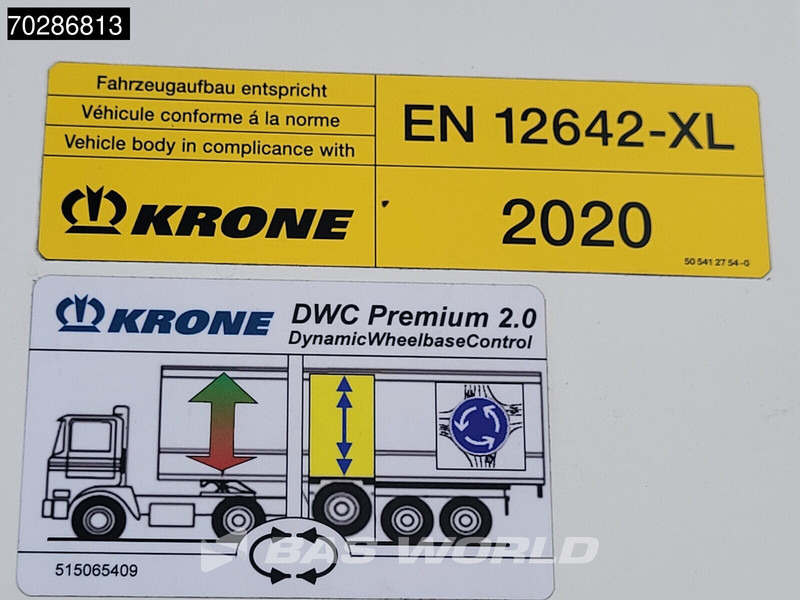 70286813
Fahrzeugaufbau entspricht
Véhicule conforme á la norme
Vehicle body in complicance with
EN 12642-XL
KRONE
2020
50 541 27 54-0
KRONE
DWC Premium 2.0
DynamicWheelbaseControl
515065409
BAS WORLD